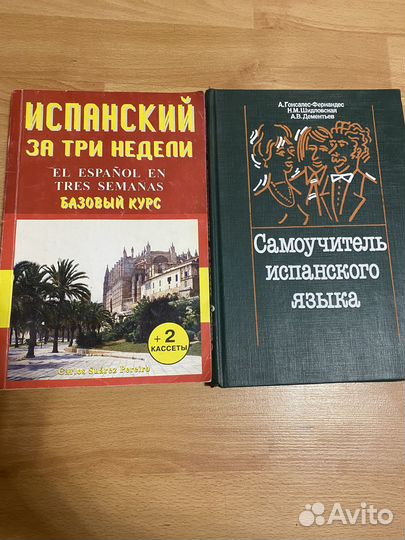 ИСПАНСКИЙ
ЗА ТРИ НЕДЕЛИ
EL ESPAÑOL EN
TRES SEMANAS
БАЗОВЫЙ КУРС
+ 2
КАССЕТЫ
Carlos Suárez Pereiro
А. Гонсалес-Фернандес
Н.М. Шидловская
А.В. Дементьев
Самоучитель
испанского
языка
Avito